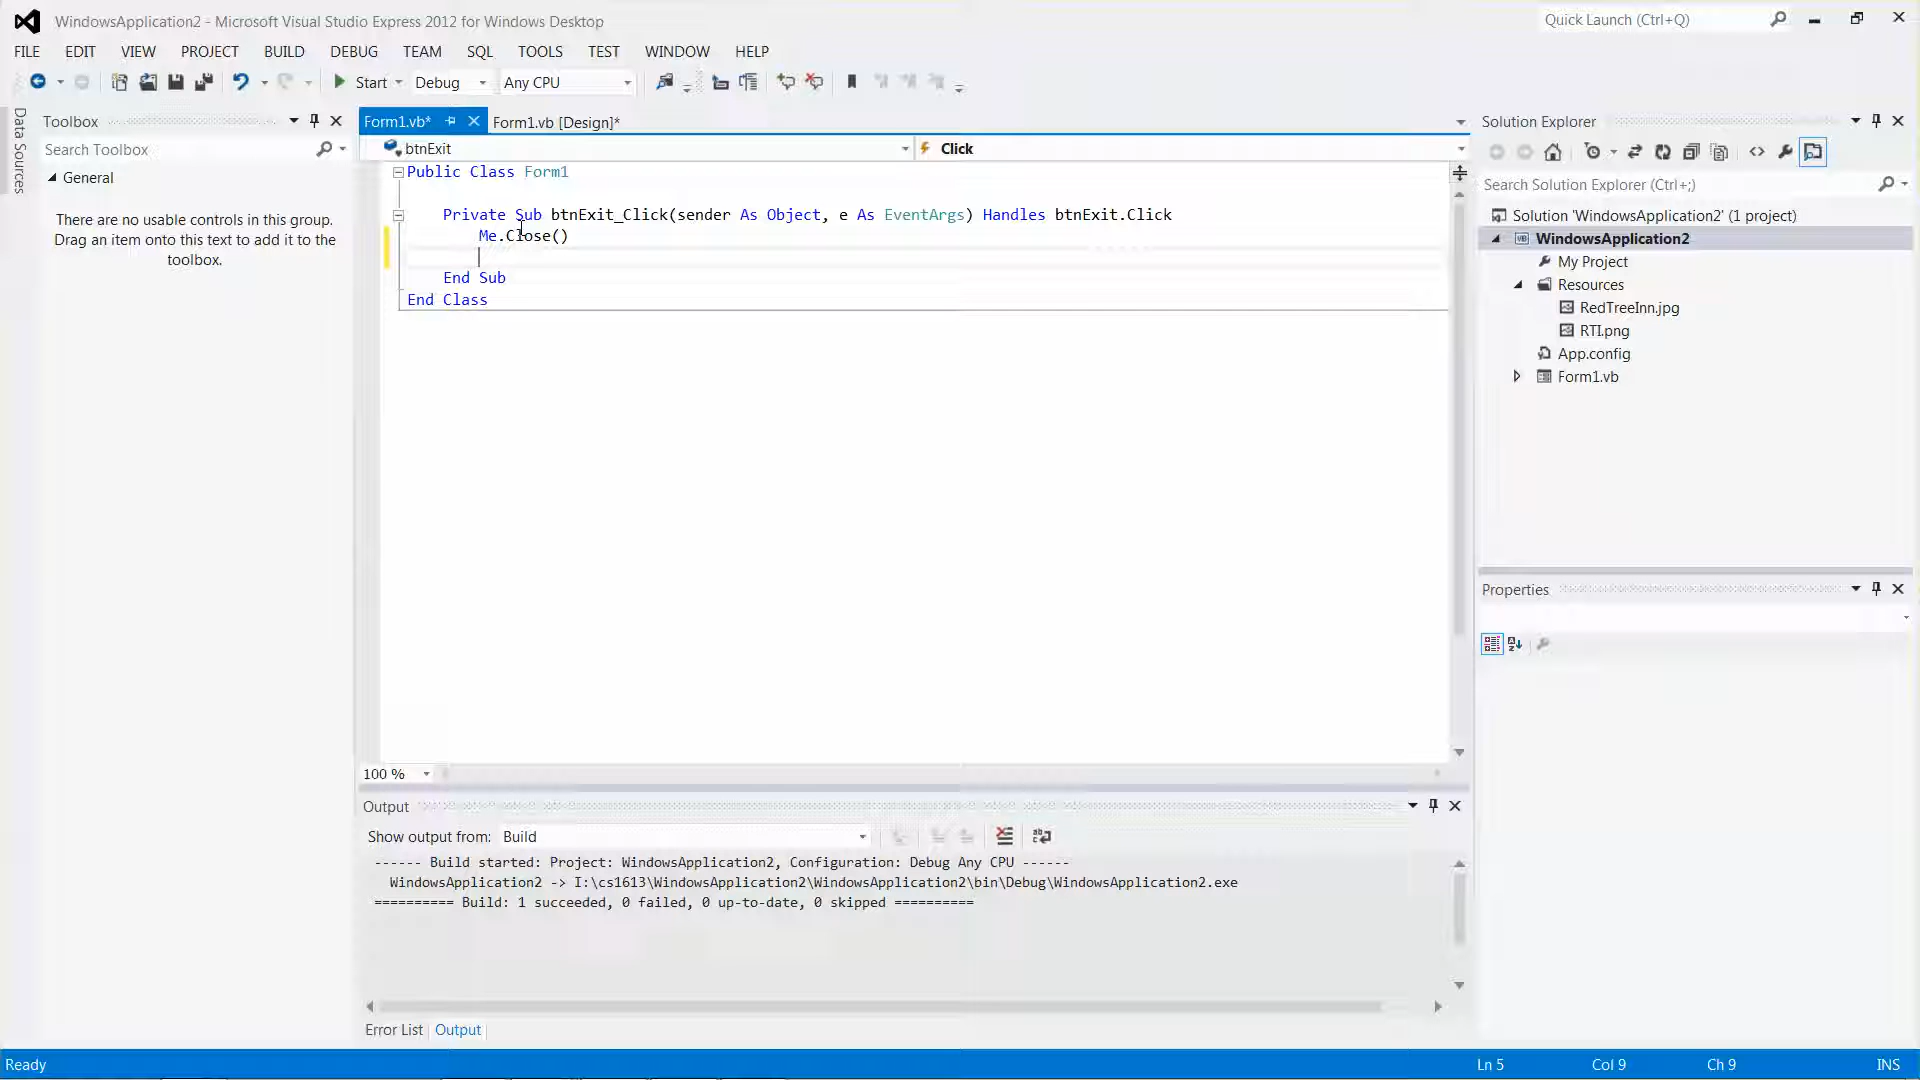 WindowsApplication2 - Microsoft Visual Studio Express 2012 for Windows Desktop
Quick Launch (Ctrl+Q)
FILE EDIT VIEW PROJECT BUILD DEBUG TEAM SQL TOOLS TEST WINDOW HELP
Start Debug Any CPU
Data Sources
Toolbox
Search Toolbox
General
There are no usable controls in this group.
Drag an item onto this text to add it to the
toolbox.
Form1.vb* Form1.vb [Design]*
btnExit Click
Public Class Form1
Private Sub btnExit_Click(sender As Object, e As EventArgs) Handles btnExit.Click
Me.Close()
End Sub
End Class
100 %
Output
Show output from: Build
------ Build started: Project: WindowsApplication2, Configuration: Debug Any CPU ------
WindowsApplication2 -> I:\cs1613\WindowsApplication2\WindowsApplication2\bin\Debug\WindowsApplication2.exe
========== Build: 1 succeeded, 0 failed, 0 up-to-date, 0 skipped ==========
Error List Output
Solution Explorer
Search Solution Explorer (Ctrl+;)
Solution 'WindowsApplication2' (1 project)
WindowsApplication2
My Project
Resources
RedTreeInn.jpg
RTI.png
App.config
Form1.vb
Properties
Ready Ln 5 Col 9 Ch 9 INS